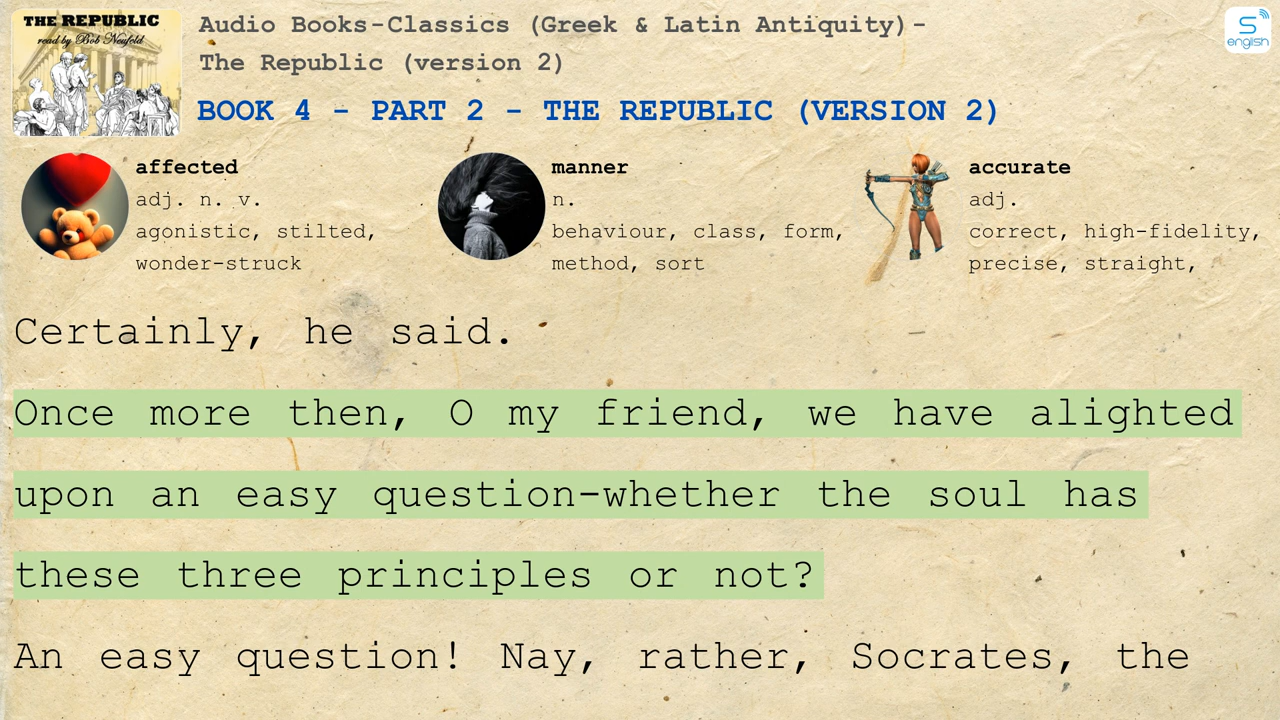 THE REPUBLIC
read by Bob Neufeld
Audio Books-Classics (Greek & Latin Antiquity)-
The Republic (version 2)
BOOK 4 - PART 2 - THE REPUBLIC (VERSION 2)
S
english
affected
adj. n. v.
agonistic, stilted,
wonder-struck
manner
n.
behaviour, class, form,
method, sort
accurate
adj.
correct, high-fidelity,
precise, straight,
Certainly, he said.
Once more then, O my friend, we have alighted
upon an easy question-whether the soul has
these three principles or not?
An easy question! Nay, rather, Socrates, the